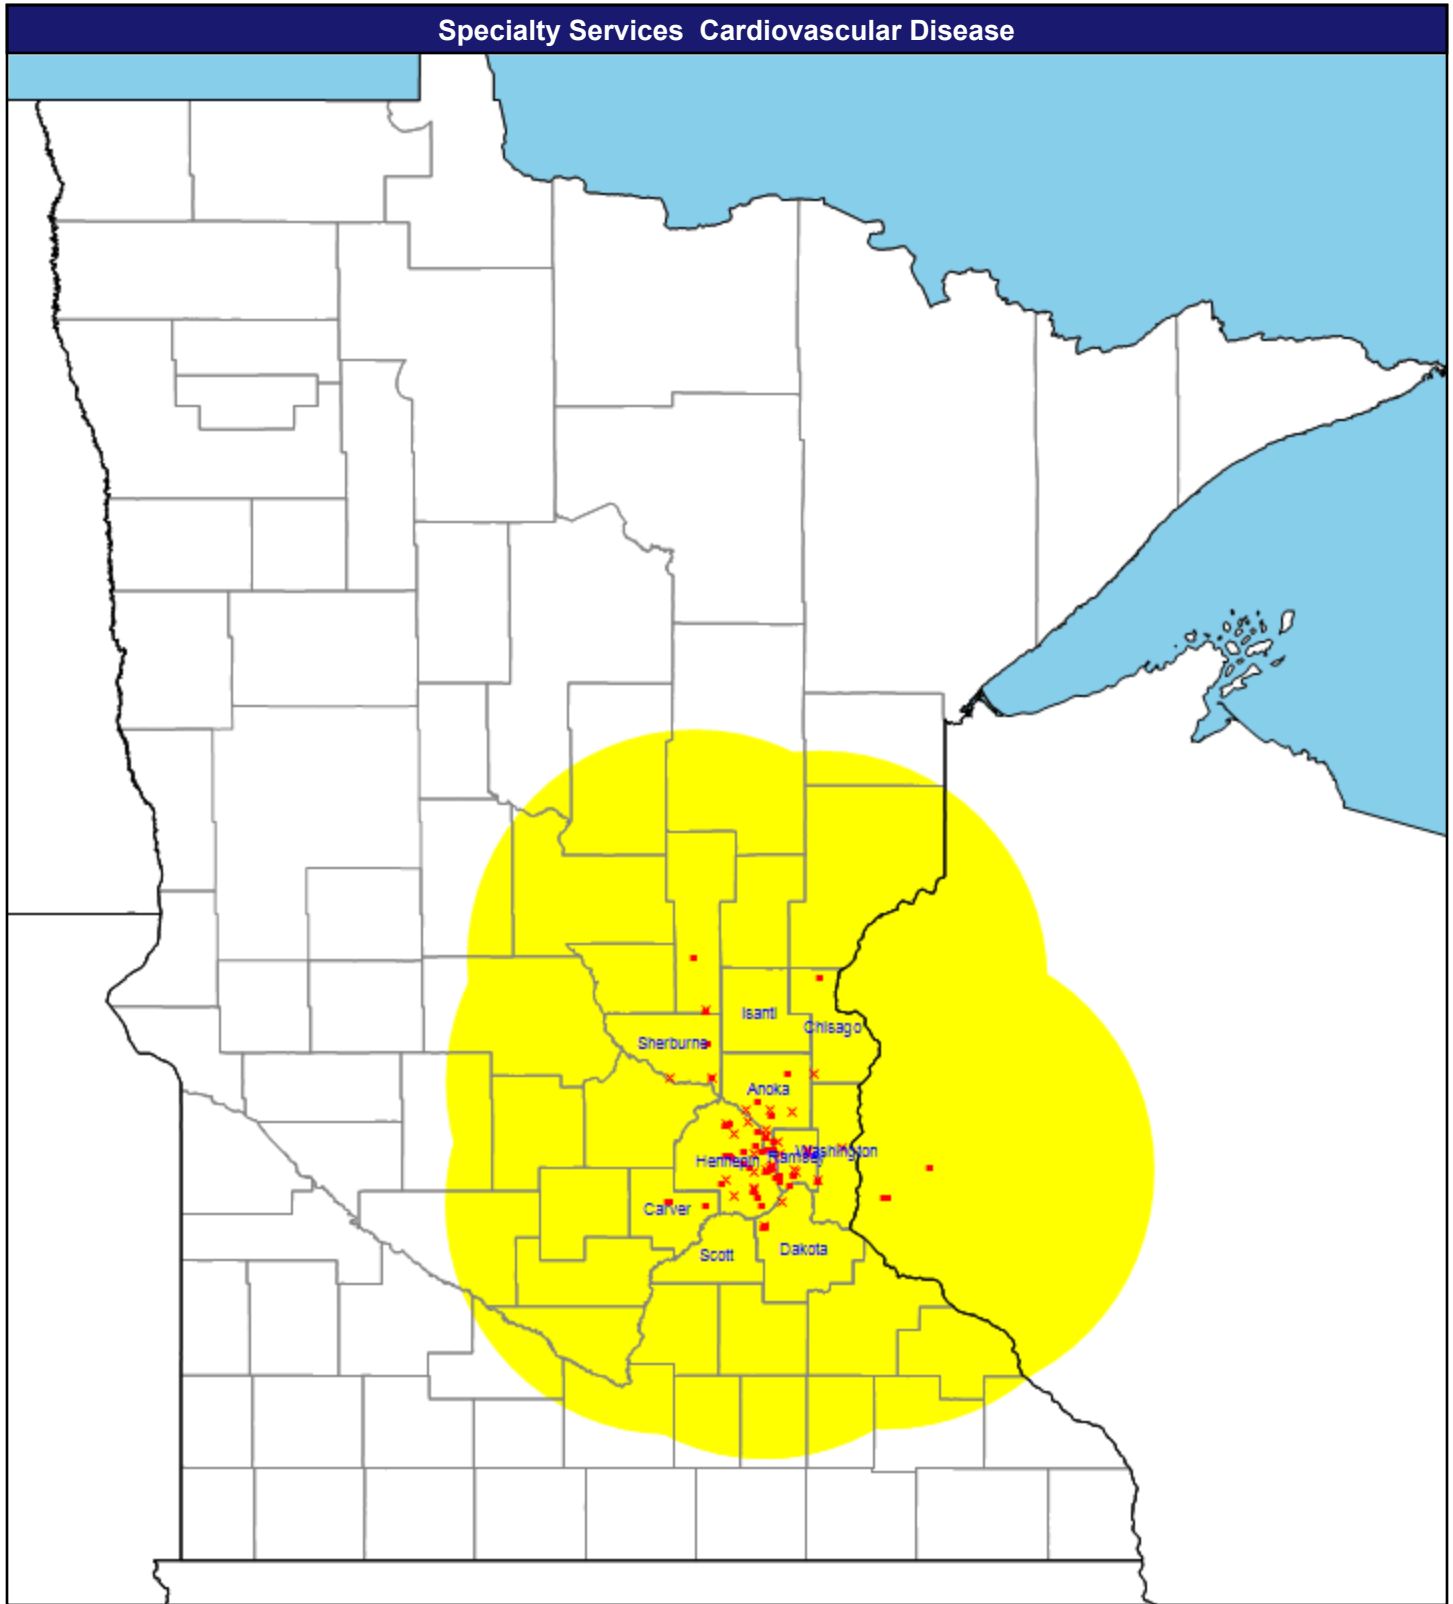 Specialty Services  Cardiovascular Disease
Isanti
Chisago
Sherburne
Anoka
Washington
Hennepin
Ramsey
Carver
Scott
Dakota